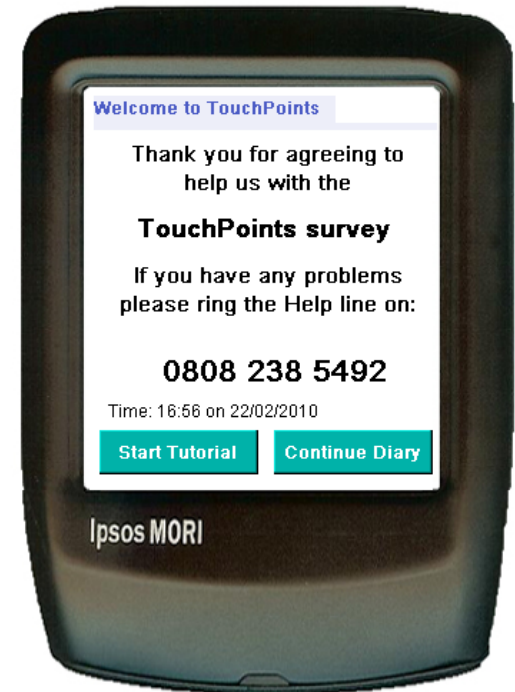 Welcome to TouchPoints
Thank you for agreeing to
help us with the
TouchPoints survey
If you have any problems
please ring the Help line on:
0808 238 5492
Time: 16:56 on 22/02/2010
Start Tutorial
Continue Diary
Ipsos MORI